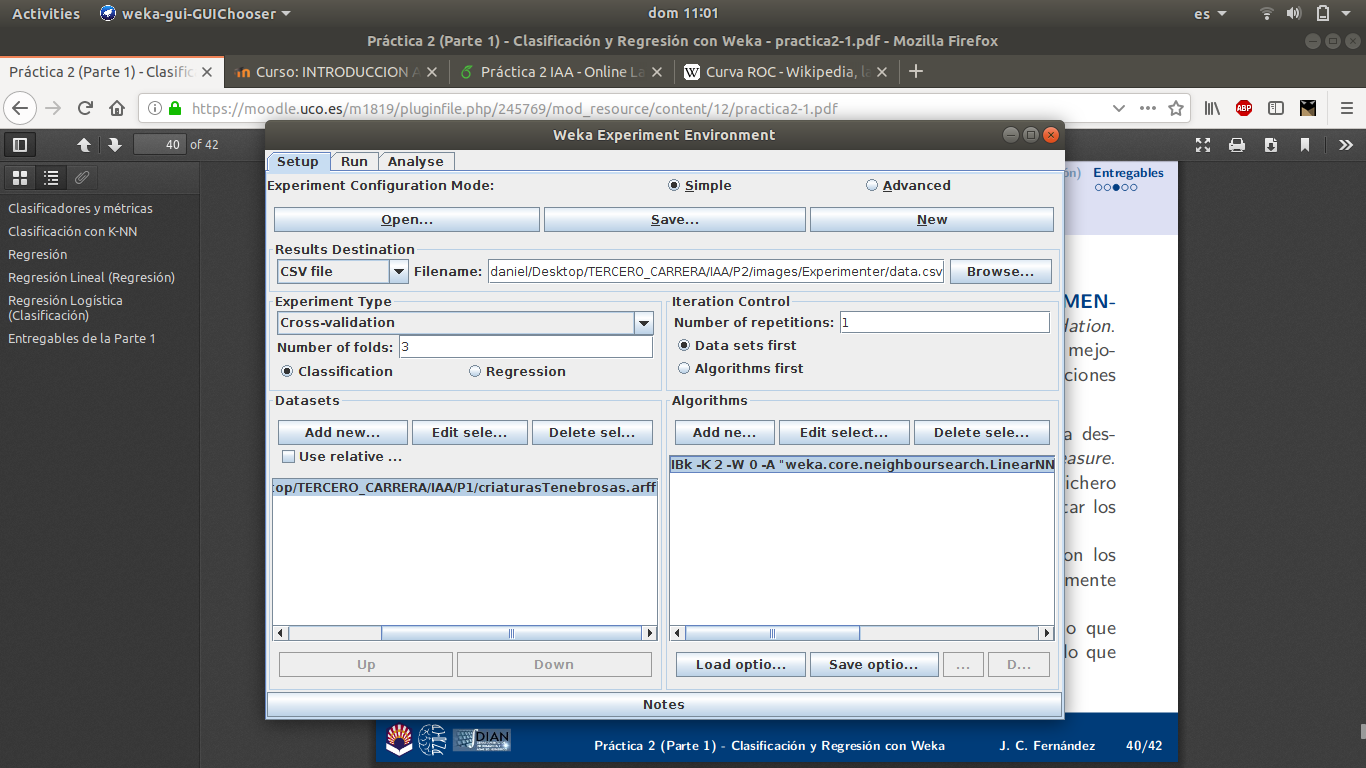 Activities weka-gui-GUIChooser dom 11:01 es
Práctica 2 (Parte 1) - Clasificación y Regresión con Weka - practica2-1.pdf - Mozilla Firefox
Práctica 2 (Parte 1) - Clasific Curso: INTRODUCCION A Práctica 2 IAA - Online La Curva ROC - Wikipedia, la
https://moodle.uco.es/m1819/pluginfile.php/245769/mod_resource/content/12/practica2-1.pdf
ABP
40 of 42
Clasificadores y métricas
Clasificación con K-NN
Regresión
Regresión Lineal (Regresión)
Regresión Logística
(Clasificación)
Entregables de la Parte 1
Weka Experiment Environment
Setup Run Analyse
Experiment Configuration Mode: Simple Advanced
Open... Save... New
Results Destination
CSV file Filename: daniel/Desktop/TERCERO_CARRERA/IAA/P2/images/Experimenter/data.csv Browse...
Experiment Type
Cross-validation
Number of folds: 3
Classification Regression
Iteration Control
Number of repetitions: 1
Data sets first
Algorithms first
Datasets
Add new... Edit sele... Delete sel...
Use relative ...
top/TERCERO_CARRERA/IAA/P1/criaturasTenebrosas.arff
Up Down
Algorithms
Add ne... Edit select... Delete sele...
IBk -K 2 -W 0 -A "weka.core.neighboursearch.LinearNN
Load optio... Save optio... ... D...
Notes
ón) Entregables
MEN-
dation.
mejo-
ciones
a des-
easure.
ichero
car los
on los
mente
o que
lo que
DIAN
Práctica 2 (Parte 1) - Clasificación y Regresión con Weka J. C. Fernández 40/42